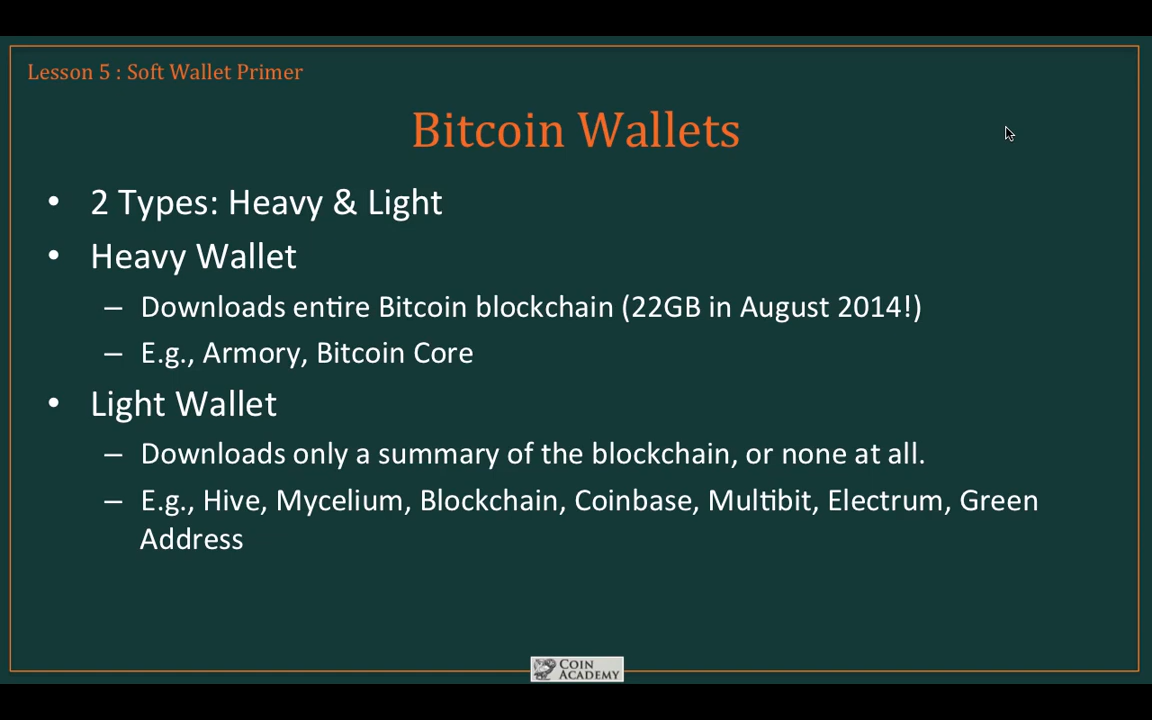 Lesson 5 : Soft Wallet Primer
Bitcoin Wallets
• 2 Types: Heavy & Light
• Heavy Wallet
– Downloads entire Bitcoin blockchain (22GB in August 2014!)
– E.g., Armory, Bitcoin Core
• Light Wallet
– Downloads only a summary of the blockchain, or none at all.
– E.g., Hive, Mycelium, Blockchain, Coinbase, Multibit, Electrum, Green
Address
COIN
ACADEMY